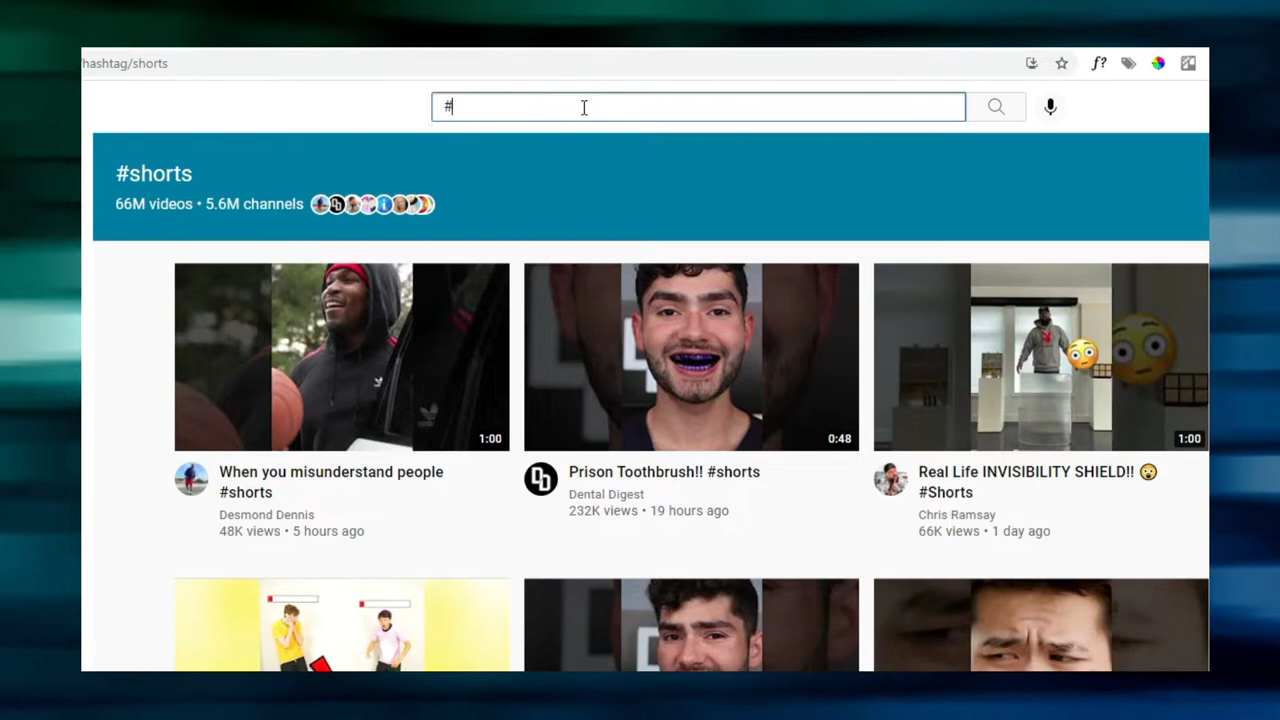 hashtag/shorts
f?
#
#shorts
66M videos • 5.6M channels
1:00
0:48
1:00
When you misunderstand people
#shorts
Desmond Dennis
48K views • 5 hours ago
Prison Toothbrush!! #shorts
Dental Digest
232K views • 19 hours ago
Real Life INVISIBILITY SHIELD!! 😲
#Shorts
Chris Ramsay
66K views • 1 day ago